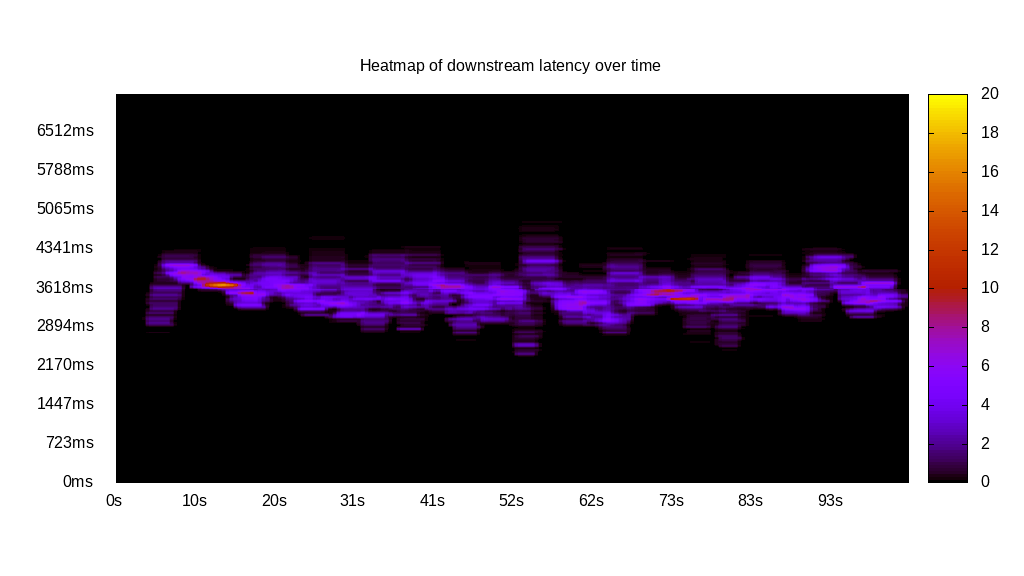 Heatmap of downstream latency over time
6512ms
5788ms
5065ms
4341ms
3618ms
2894ms
2170ms
1447ms
723ms
0ms
0s 10s 20s 31s 41s 52s 62s 73s 83s 93s
20
18
16
14
12
10
8
6
4
2
0